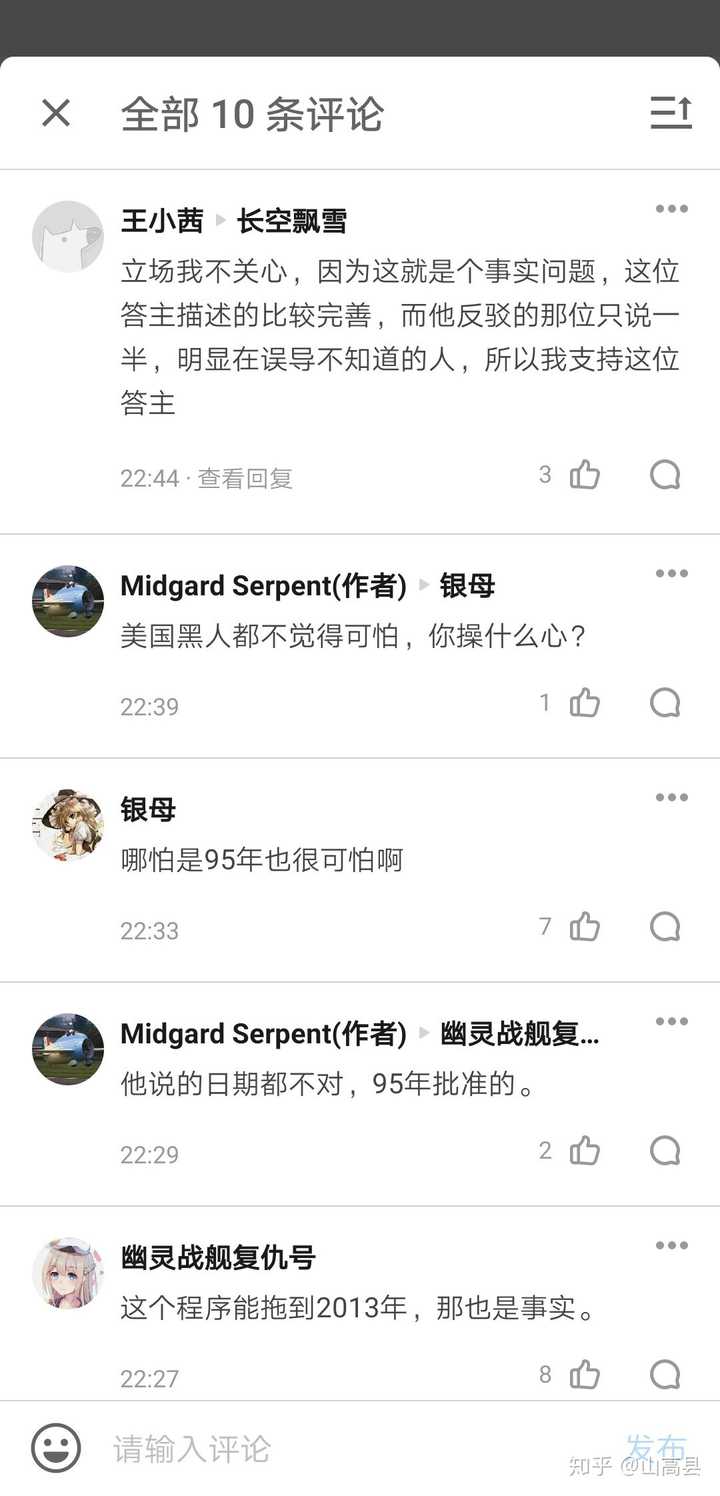 全部 10 条评论
王小茜 ▸ 长空飘雪
立场我不关心，因为这就是个事实问题，这位
答主描述的比较完善，而他反驳的那位只说一
半，明显在误导不知道的人，所以我支持这位
答主
22:44 · 查看回复
3
Midgard Serpent(作者) ▸ 银母
美国黑人都不觉得可怕，你操什么心？
22:39
1
银母
哪怕是95年也很可怕啊
22:33
7
Midgard Serpent(作者) ▸ 幽灵战舰复...
他说的日期都不对，95年批准的。
22:29
2
幽灵战舰复仇号
这个程序能拖到2013年，那也是事实。
22:27
8
请输入评论
发布
知乎 @山高县